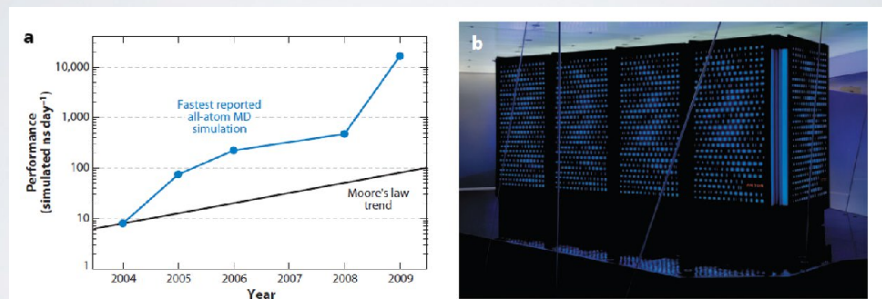 a
Performance
(simulated ns day⁻¹)
10,000
1,000
100
10
1
Fastest reported
all-atom MD
simulation
Moore's law
trend
2004 2005 2006 2007 2008 2009
Year
b